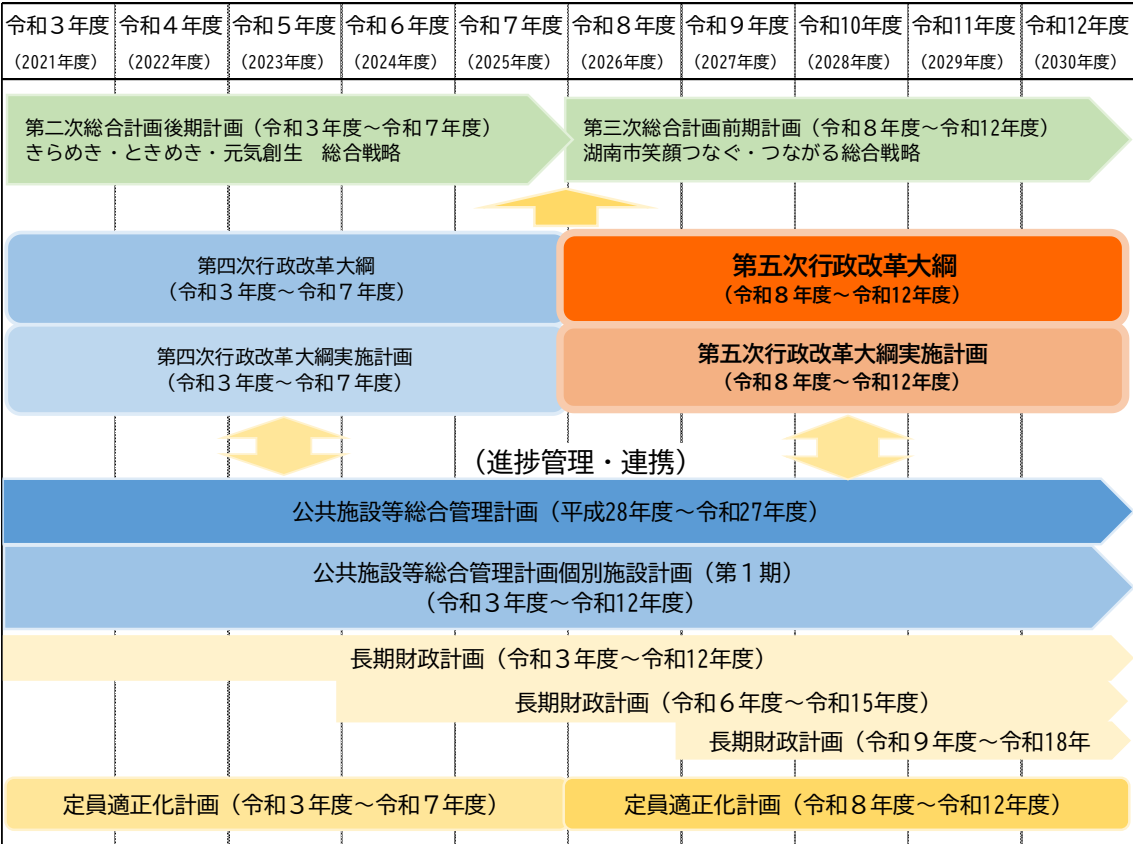 令和３年度 令和４年度 令和５年度 令和６年度 令和７年度 令和８年度 令和９年度 令和10年度 令和11年度 令和12年度
（2021年度） （2022年度） （2023年度） （2024年度） （2025年度） （2026年度） （2027年度） （2028年度） （2029年度） （2030年度）
第二次総合計画後期計画（令和３年度～令和７年度）
きらめき・ときめき・元気創生　総合戦略
第三次総合計画前期計画（令和８年度～令和12年度）
湖南市笑顔つなぐ・つながる総合戦略
第四次行政改革大綱
（令和３年度～令和７年度）
第五次行政改革大綱
（令和８年度～令和12年度）
第四次行政改革大綱実施計画
（令和３年度～令和７年度）
第五次行政改革大綱実施計画
（令和８年度～令和12年度）
（進捗管理・連携）
公共施設等総合管理計画（平成28年度～令和27年度）
公共施設等総合管理計画個別施設計画（第１期）
（令和３年度～令和12年度）
長期財政計画（令和３年度～令和12年度）
長期財政計画（令和６年度～令和15年度）
長期財政計画（令和９年度～令和18年
定員適正化計画（令和３年度～令和７年度）
定員適正化計画（令和８年度～令和12年度）